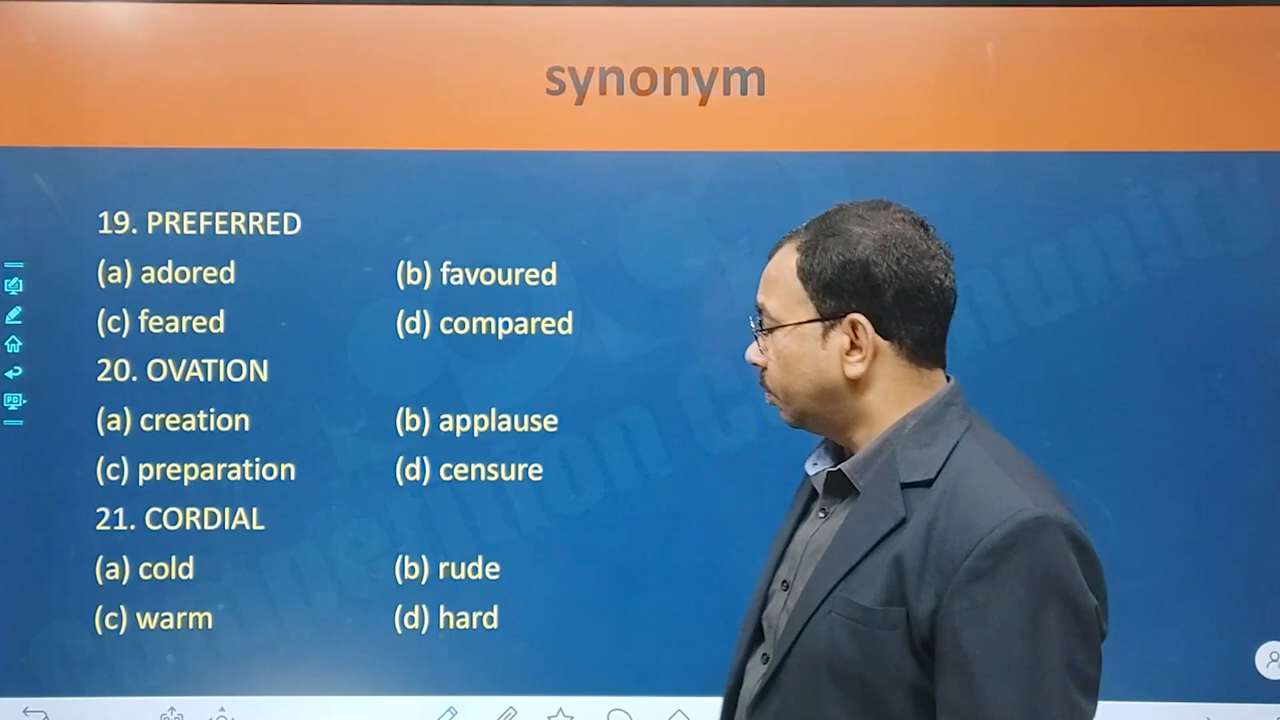 synonym
19. PREFERRED
(a) adored (b) favoured
(c) feared (d) compared
20. OVATION
(a) creation (b) applause
(c) preparation (d) censure
21. CORDIAL
(a) cold (b) rude
(c) warm (d) hard